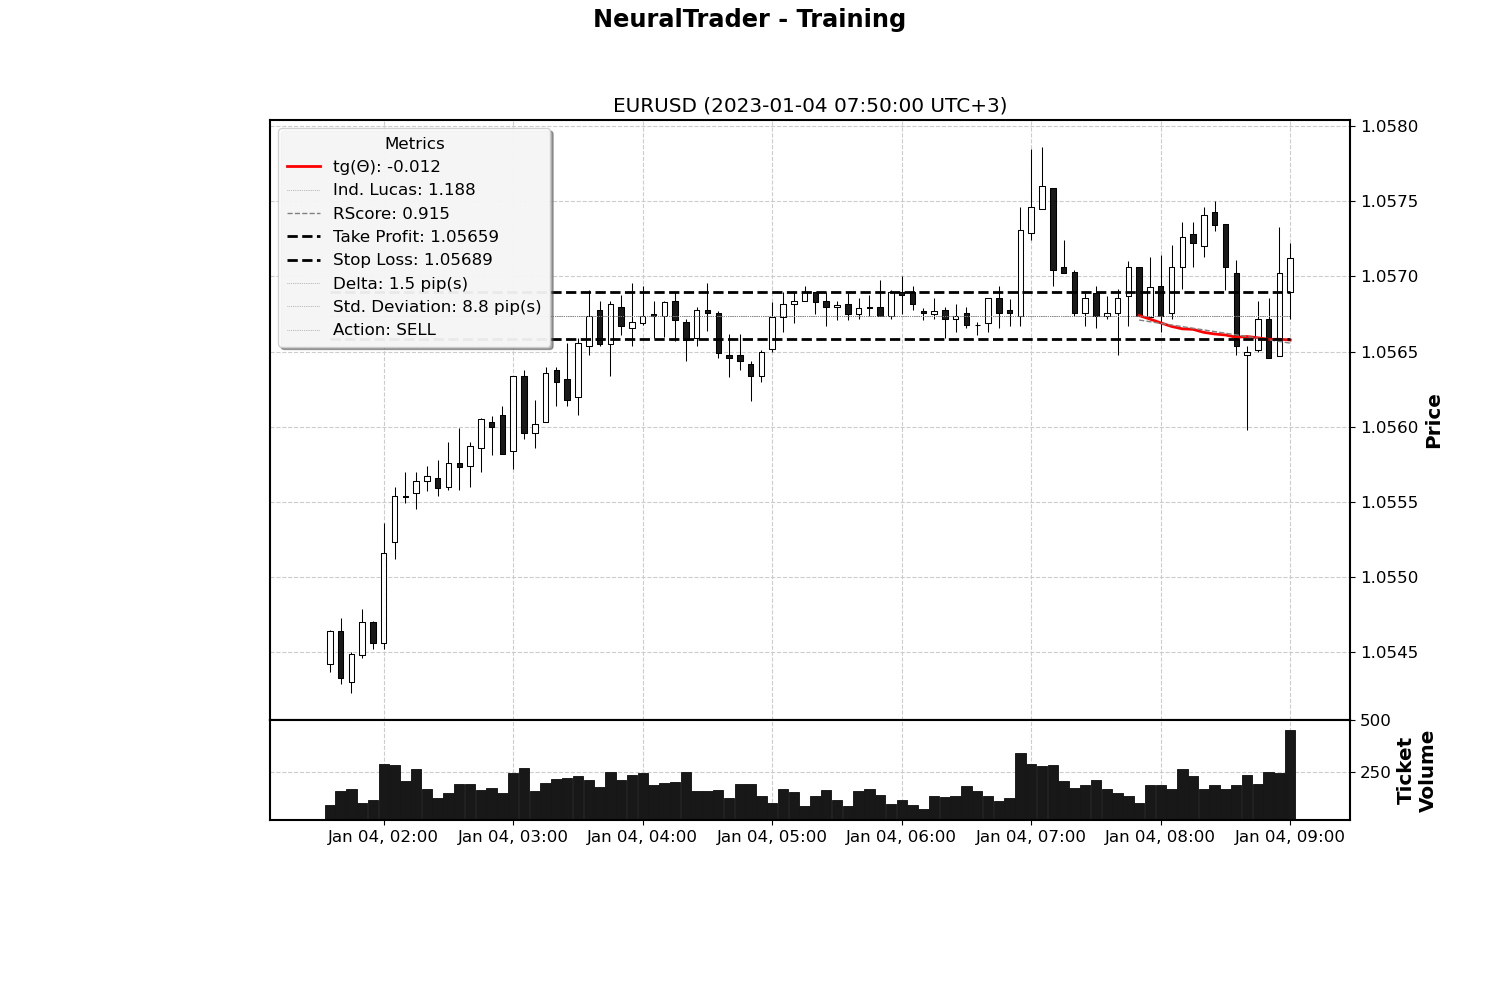 NeuralTrader - Training
EURUSD (2023-01-04 07:50:00 UTC+3)
Metrics
tg(Θ): -0.012
Ind. Lucas: 1.188
RScore: 0.915
Take Profit: 1.05659
Stop Loss: 1.05689
Delta: 1.5 pip(s)
Std. Deviation: 8.8 pip(s)
Action: SELL
1.0580
1.0575
1.0570
1.0565
1.0560
1.0555
1.0550
1.0545
Price
500
250
Ticket
Volume
Jan 04, 02:00 Jan 04, 03:00 Jan 04, 04:00 Jan 04, 05:00 Jan 04, 06:00 Jan 04, 07:00 Jan 04, 08:00 Jan 04, 09:00